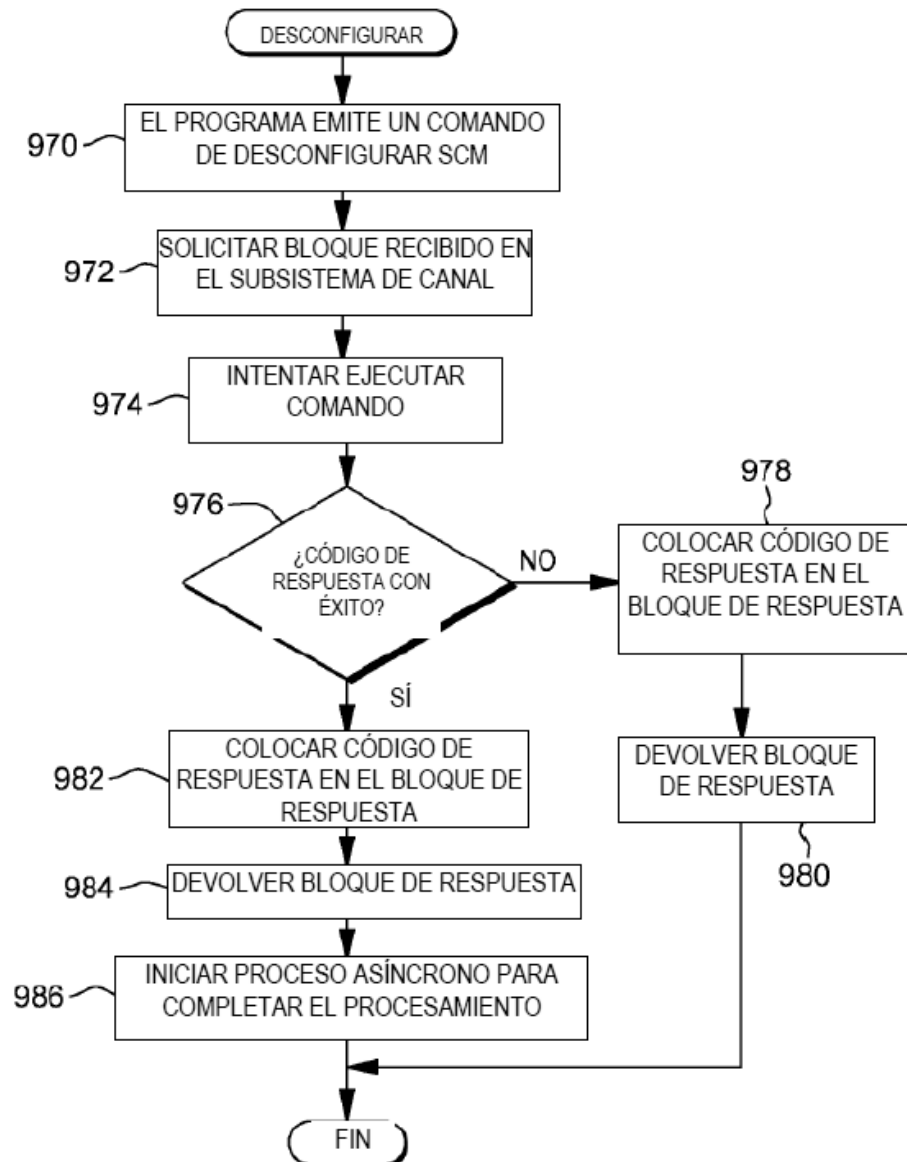 DESCONFIGURAR
970
EL PROGRAMA EMITE UN COMANDO
DE DESCONFIGURAR SCM
972
SOLICITAR BLOQUE RECIBIDO EN
EL SUBSISTEMA DE CANAL
974
INTENTAR EJECUTAR
COMANDO
976
¿CÓDIGO DE
RESPUESTA CON
ÉXITO?
NO
978
COLOCAR CÓDIGO DE
RESPUESTA EN EL
BLOQUE DE RESPUESTA
DEVOLVER BLOQUE
DE RESPUESTA
980
SÍ
982
COLOCAR CÓDIGO DE
RESPUESTA EN EL BLOQUE DE
RESPUESTA
984
DEVOLVER BLOQUE DE RESPUESTA
986
INICIAR PROCESO ASÍNCRONO PARA
COMPLETAR EL PROCESAMIENTO
FIN